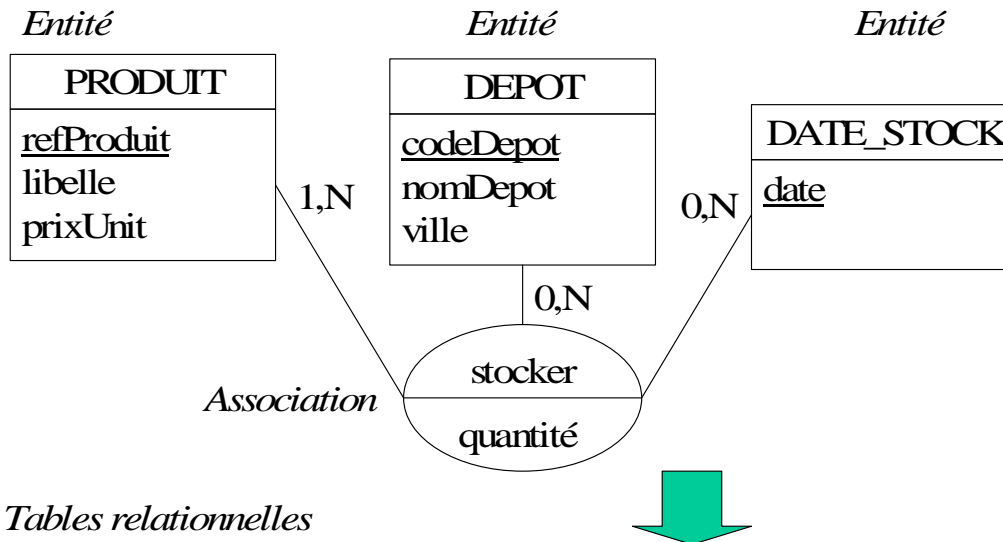 Entité
Entité
Entité
PRODUIT
refProduit
libelle
prixUnit
DEPOT
codeDepot
nomDepot
ville
DATE_STOCK
date
1,N
0,N
0,N
stocker
quantité
Association
Tables relationnelles